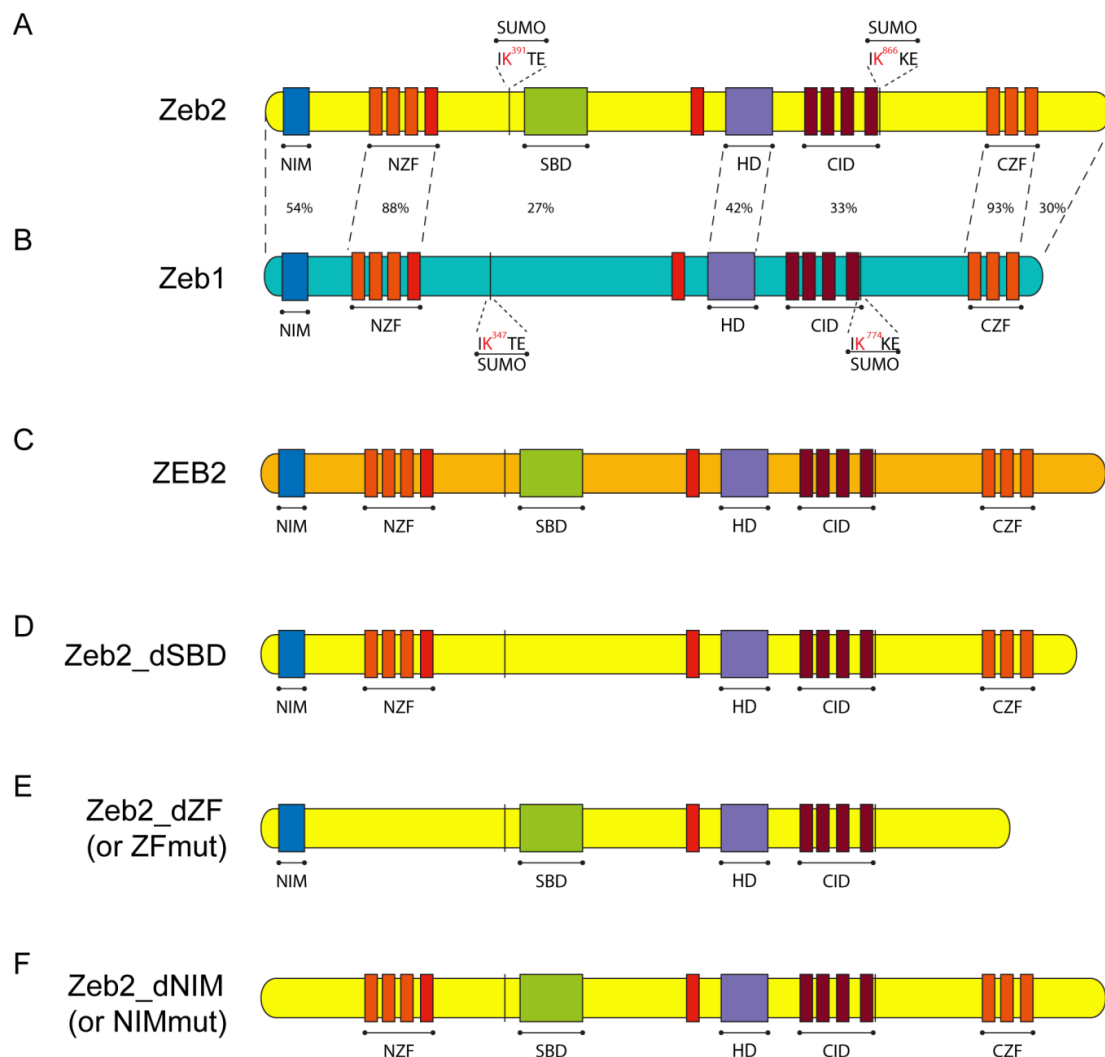 A
SUMO
SUMO
IK³⁹¹TE
IK⁸⁶⁶KE
Zeb2
NIM
NZF
SBD
HD
CID
CZF
54%
88%
27%
42%
33%
93%
30%
B
Zeb1
NIM
NZF
HD
CID
CZF
IK³⁴⁷TE
IK⁷⁷⁴KE
SUMO
SUMO
C
ZEB2
NIM
NZF
SBD
HD
CID
CZF
D
Zeb2_dSBD
NIM
NZF
HD
CID
CZF
E
Zeb2_dZF
(or ZFmut)
NIM
SBD
HD
CID
F
Zeb2_dNIM
(or NIMmut)
NZF
SBD
HD
CID
CZF